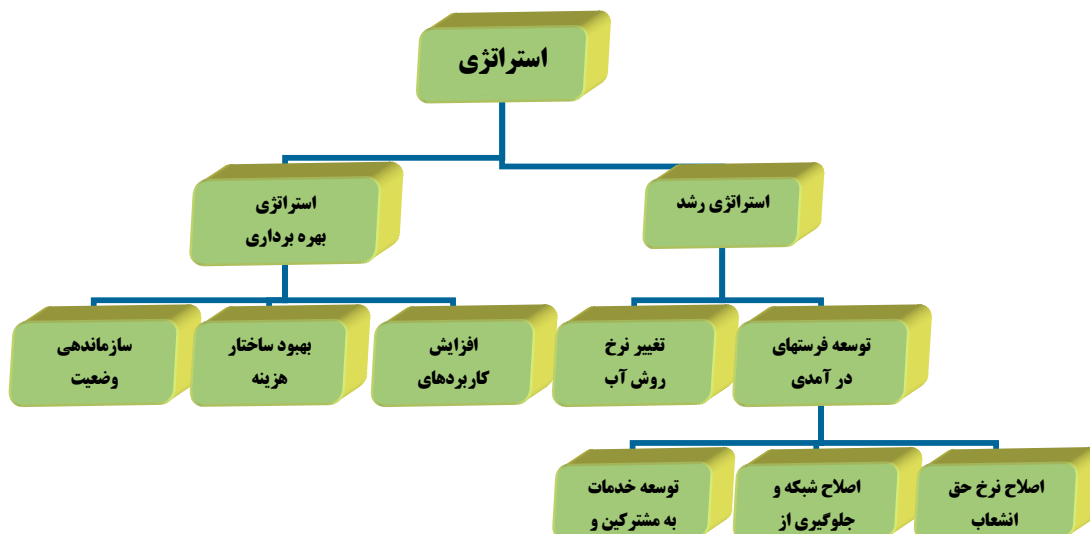 استراتژی
استراتژی رشد
استراتژی
بهره برداری
توسعه فرستهای
در آمدی
تغییر نرخ
روش آب
افزایش
کاربردهای
بهبود ساختار
هزینه
سازماندهی
وضعیت
اصلاح نرخ حق
انشعاب
اصلاح شبکه و
جلوگیری از
توسعه خدمات
به مشترکین و